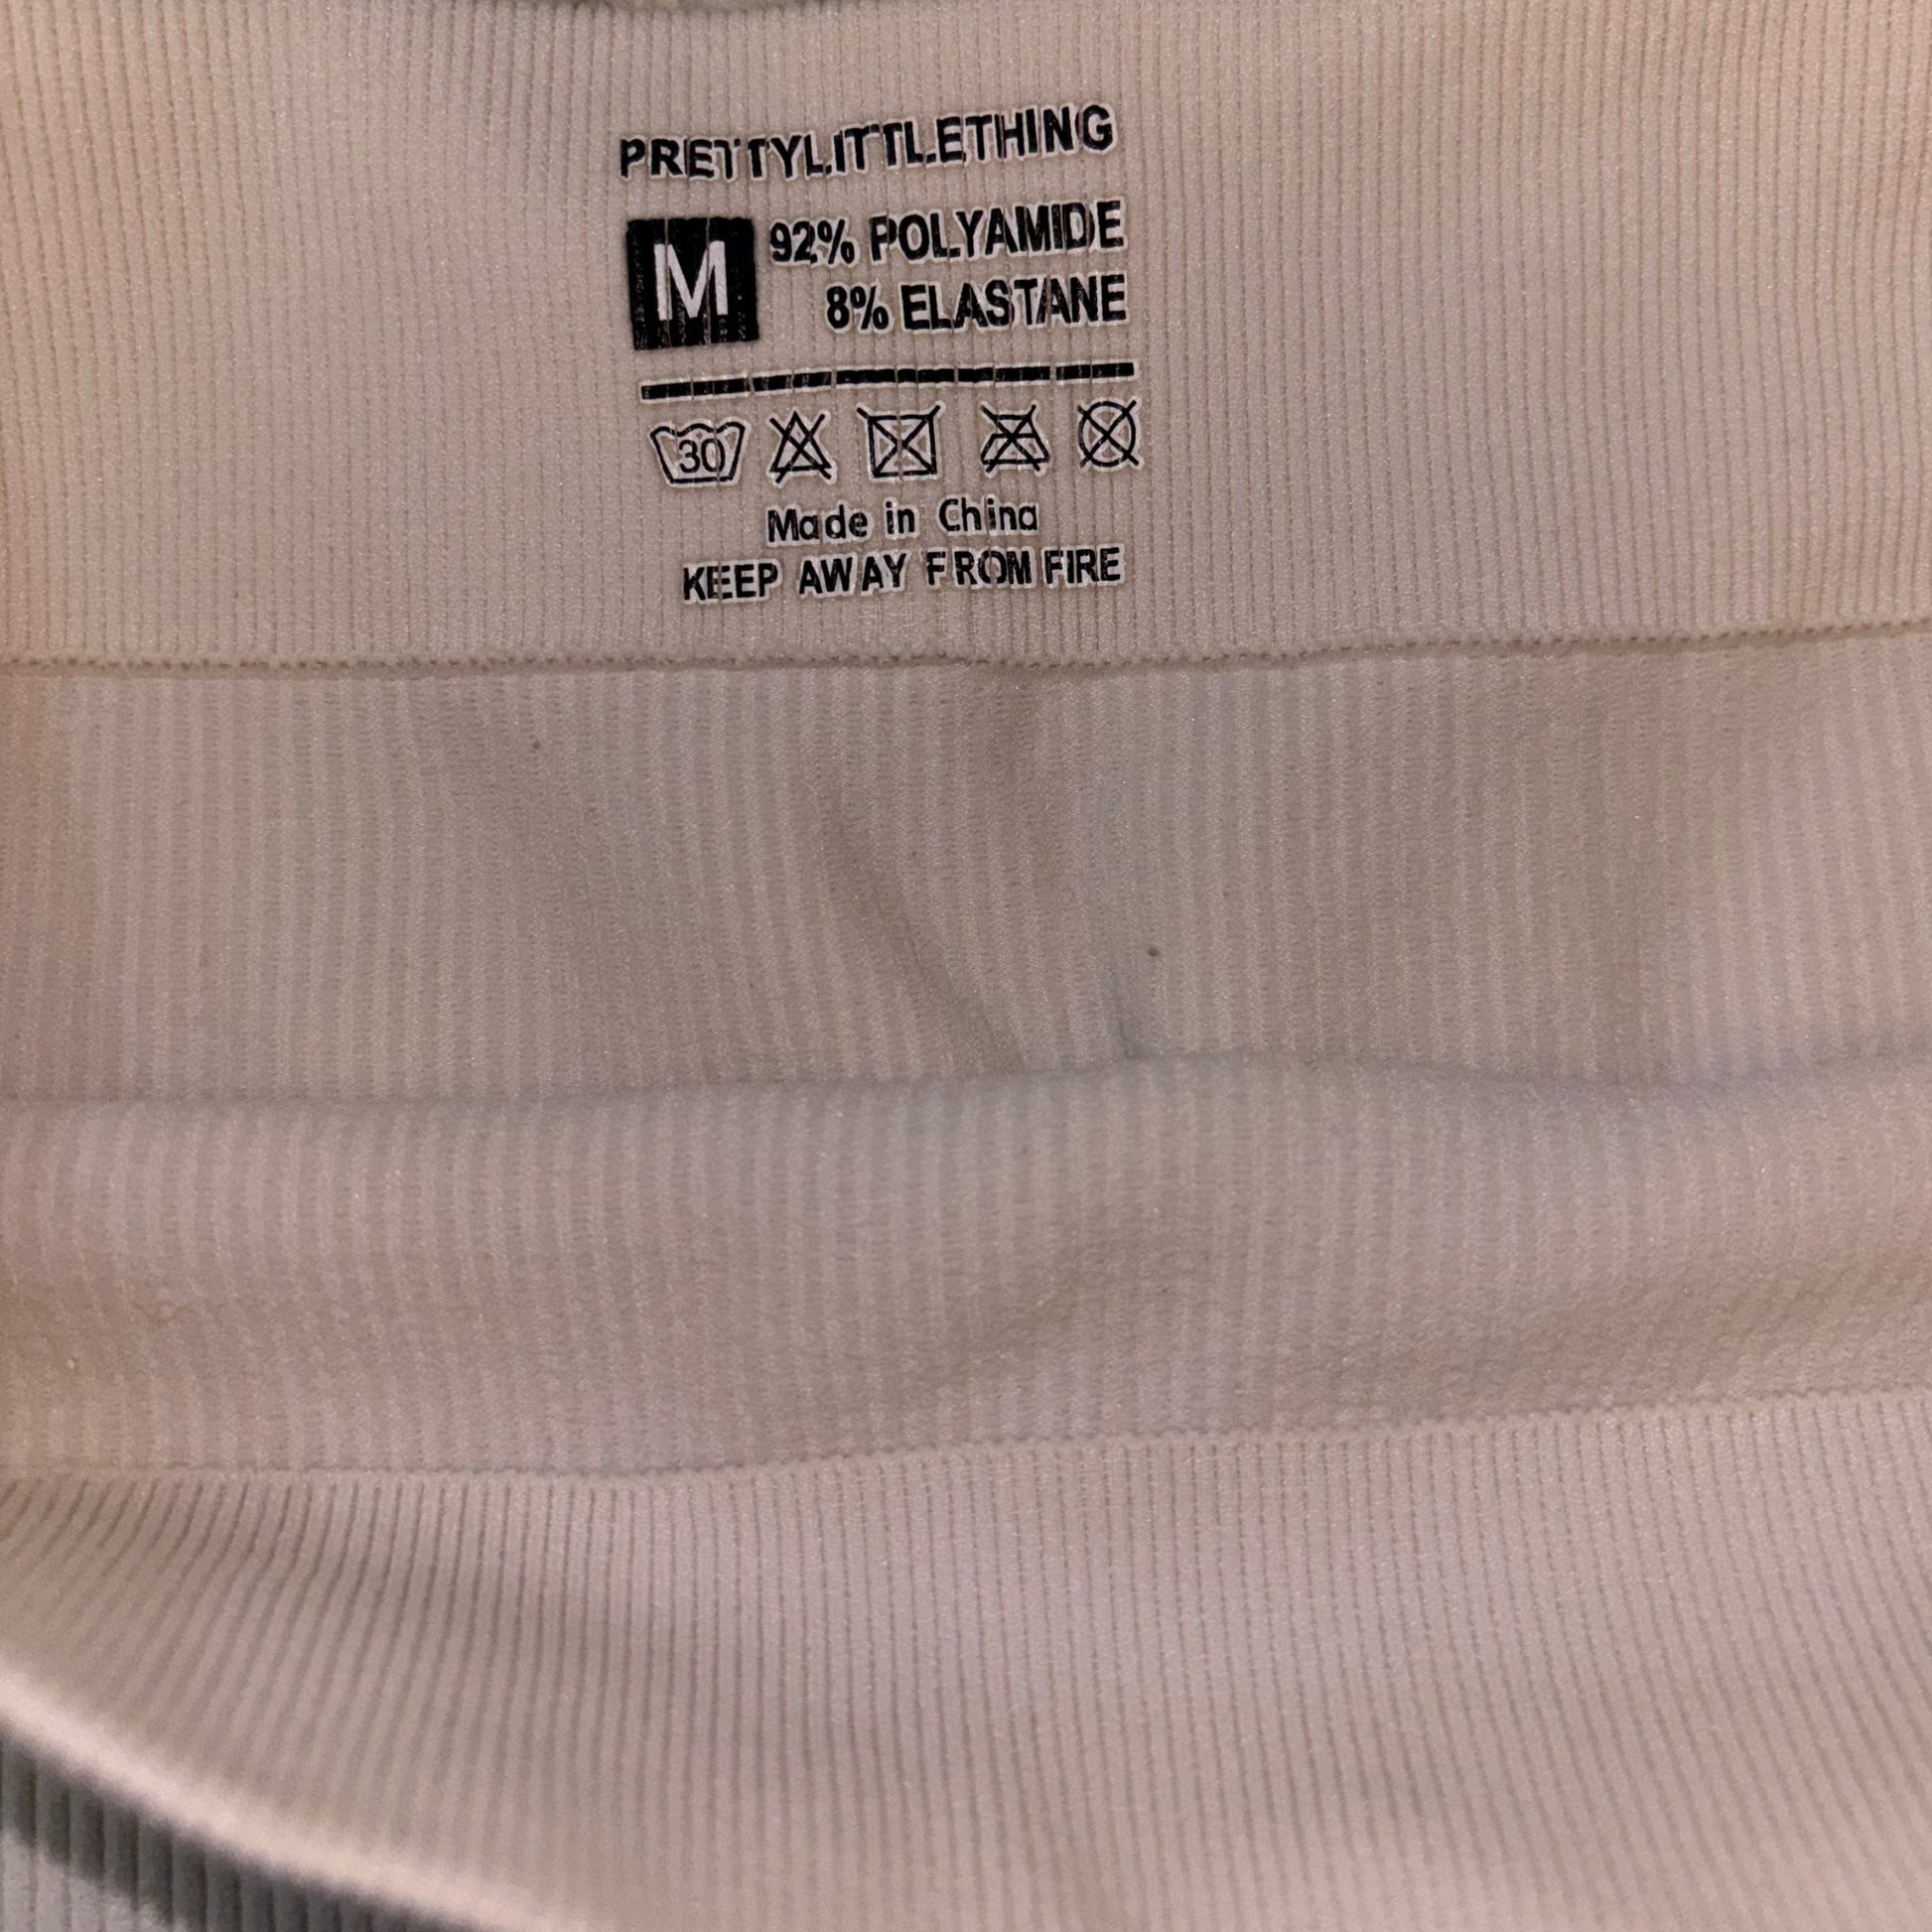 PRETTYLITTLETHING
M 92% POLYAMIDE
8% ELASTANE
30
Made in China
KEEP AWAY FROM FIRE